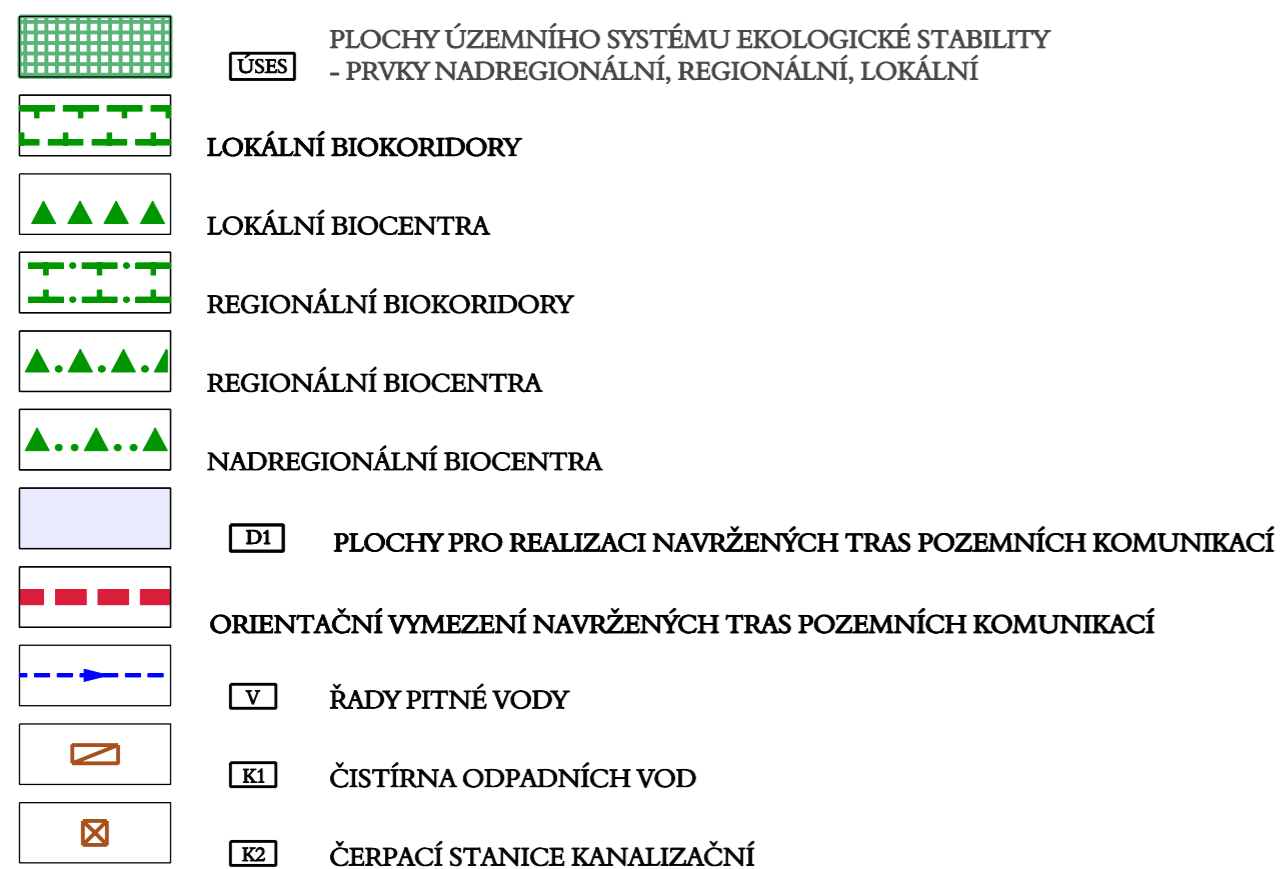 PLOCHY ÚZEMNÍHO SYSTÉMU EKOLOGICKÉ STABILITY
ÚSES - PRVKY NADREGIONÁLNÍ, REGIONÁLNÍ, LOKÁLNÍ
LOKÁLNÍ BIOKORIDORY
LOKÁLNÍ BIOCENTRA
REGIONÁLNÍ BIOKORIDORY
REGIONÁLNÍ BIOCENTRA
NADREGIONÁLNÍ BIOCENTRA
D1 PLOCHY PRO REALIZACI NAVRŽENÝCH TRAS POZEMNÍCH KOMUNIKACÍ
ORIENTAČNÍ VYMEZENÍ NAVRŽENÝCH TRAS POZEMNÍCH KOMUNIKACÍ
V ŘADY PITNÉ VODY
K1 ČISTÍRNA ODPADNÍCH VOD
K2 ČERPACÍ STANICE KANALIZAČNÍ